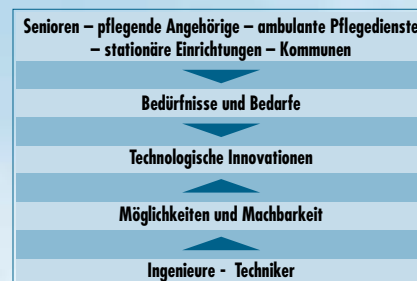 Senioren – pflegende Angehörige – ambulante Pflegedienste
– stationäre Einrichtungen – Kommunen
Bedürfnisse und Bedarfe
Technologische Innovationen
Möglichkeiten und Machbarkeit
Ingenieure - Techniker